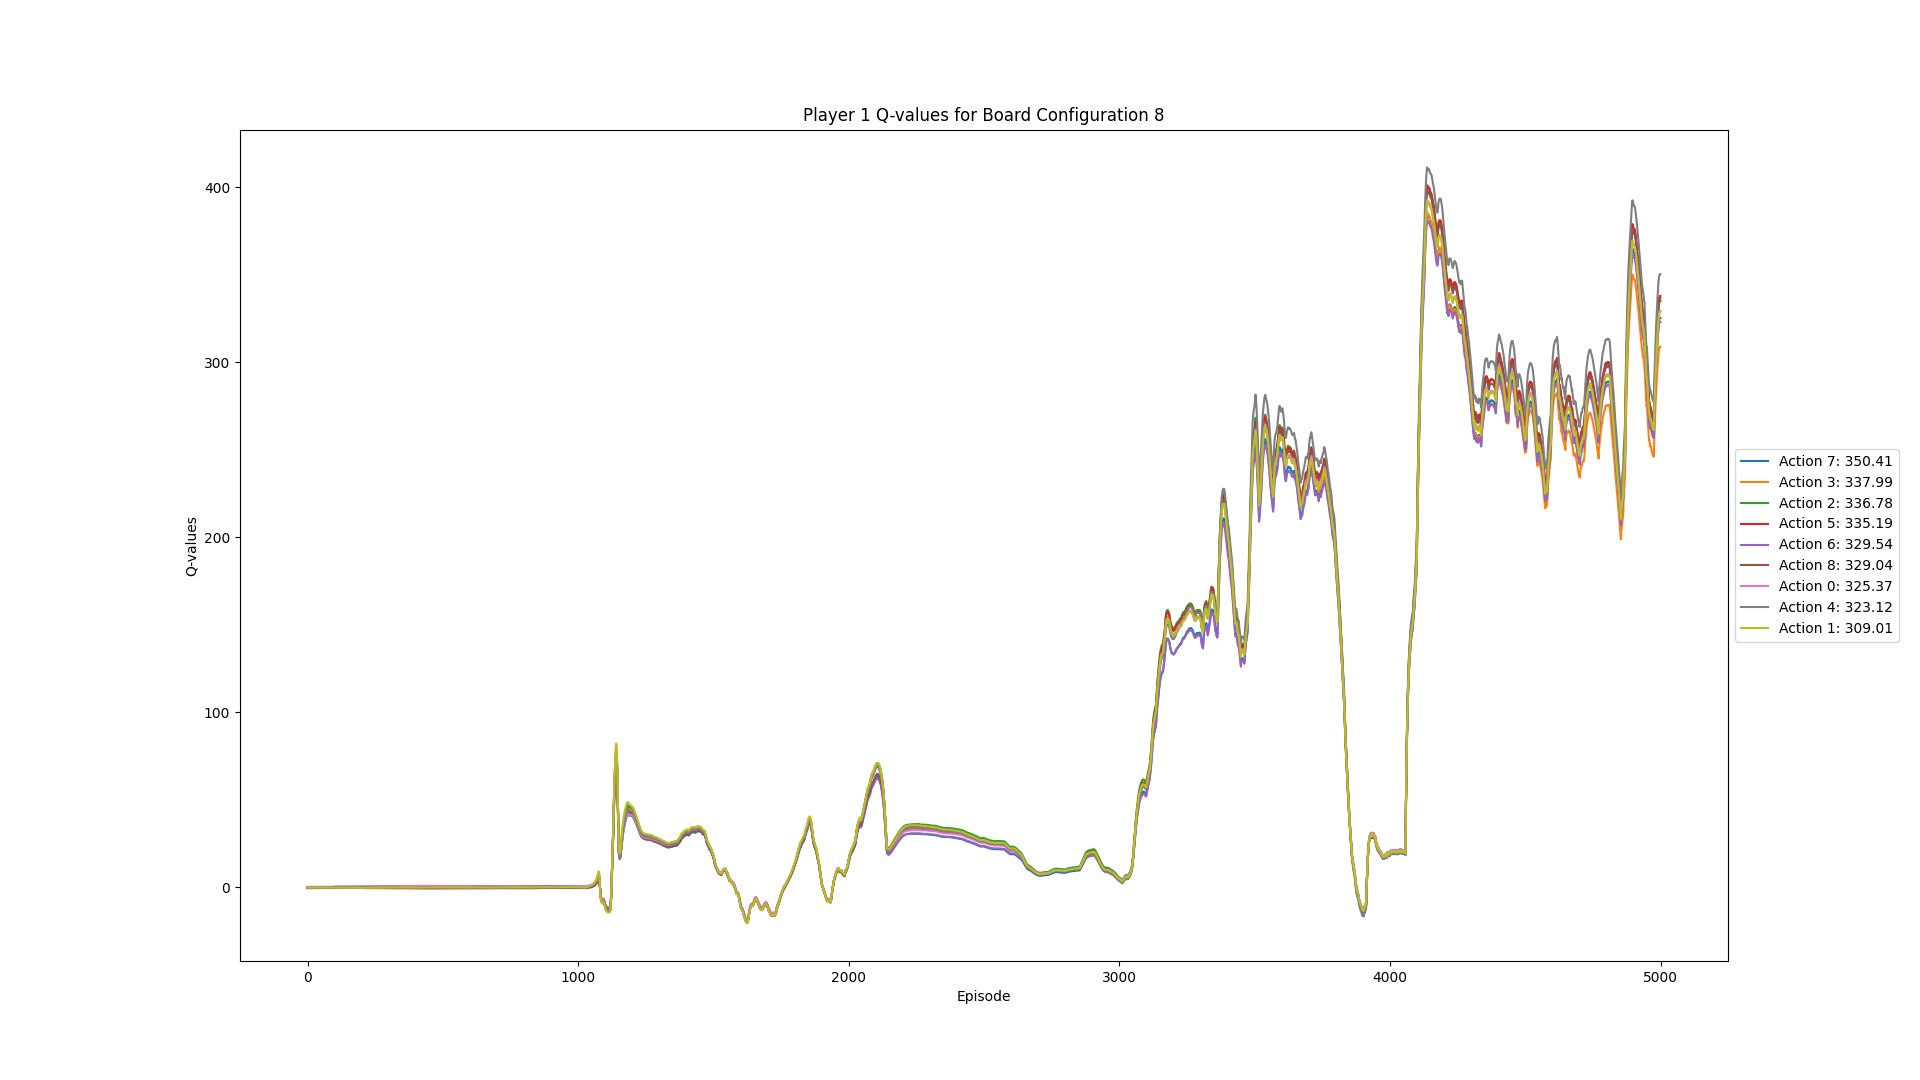 Player 1 Q-values for Board Configuration 8
400
300
200
100
0
Q-values
0
1000
2000
3000
4000
5000
Episode
Action 7: 350.41
Action 3: 337.99
Action 2: 336.78
Action 5: 335.19
Action 6: 329.54
Action 8: 329.04
Action 0: 325.37
Action 4: 323.12
Action 1: 309.01